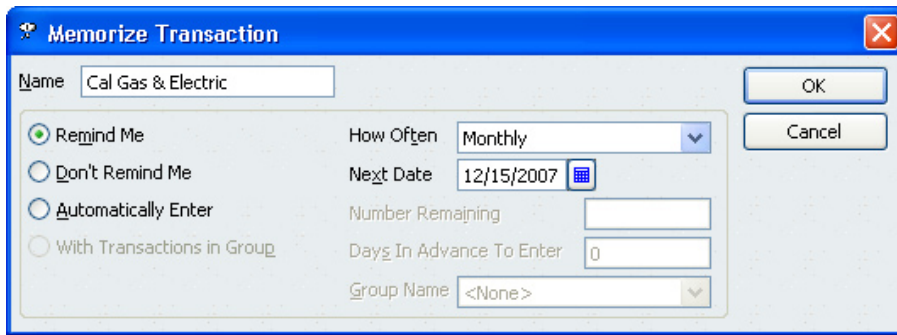 Memorize Transaction
Name Cal Gas & Electric
OK
Remind Me How Often Monthly
Cancel
Don't Remind Me Next Date 12/15/2007
Automatically Enter Number Remaining
With Transactions in Group Days In Advance To Enter 0
Group Name <None>